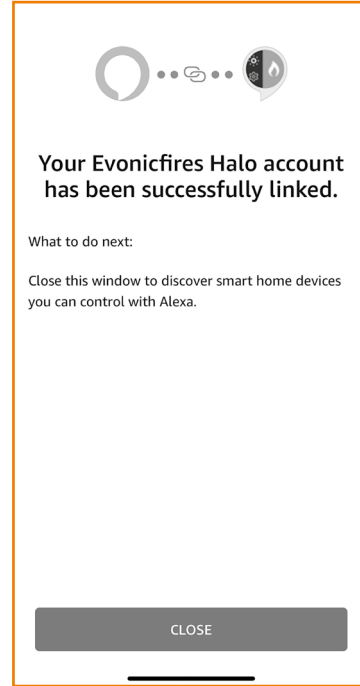 Your Evonicfires Halo account
has been successfully linked.
What to do next:
Close this window to discover smart home devices
you can control with Alexa.
CLOSE